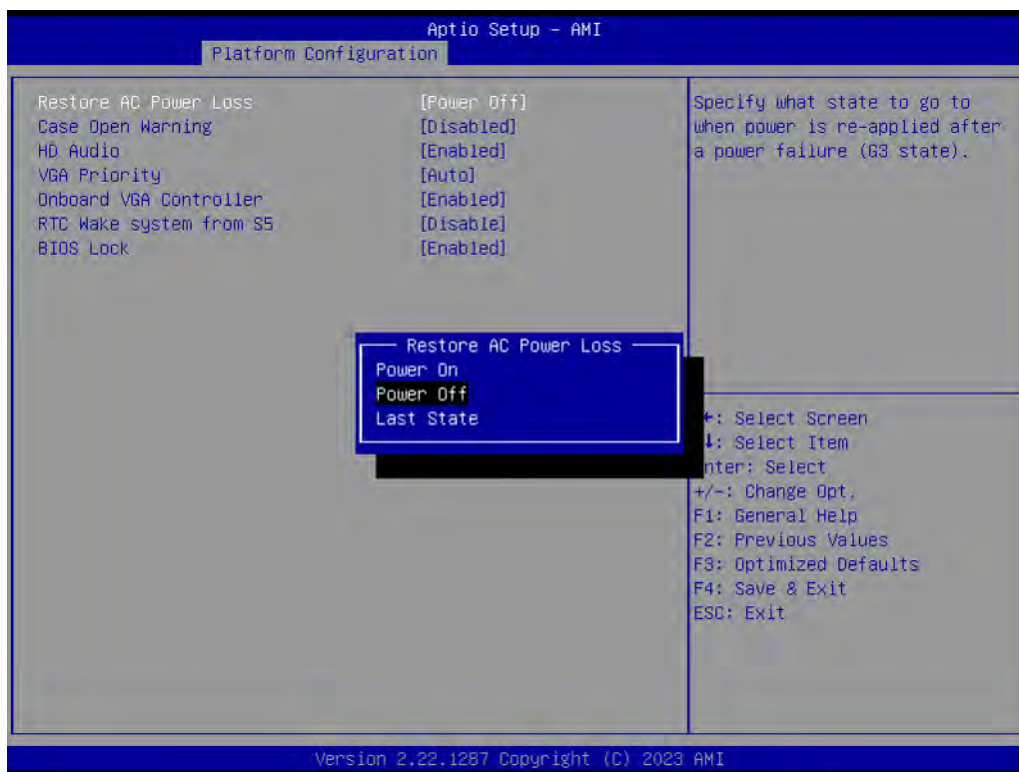 Aptio Setup - AMI
Platform Configuration
Restore AC Power Loss [Power Off]
Case Open Warning [Disabled]
HD Audio [Enabled]
VGA Priority [Auto]
Onboard VGA Controller [Enabled]
RTC Wake system from S5 [Disable]
BIOS Lock [Enabled]
Specify what state to go to
when power is re-applied after
a power failure (G3 state).
Restore AC Power Loss
Power On
Power Off
Last State
←: Select Screen
↓: Select Item
nter: Select
+/-: Change Opt.
F1: General Help
F2: Previous Values
F3: Optimized Defaults
F4: Save & Exit
ESC: Exit
Version 2.22.1287 Copyright (C) 2023 AMI